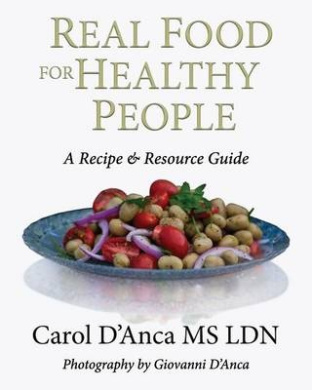 REAL FOOD
FOR HEALTHY
PEOPLE
A Recipe & Resource Guide
Carol D'Anca MS LDN
Photography by Giovanni D'Anca